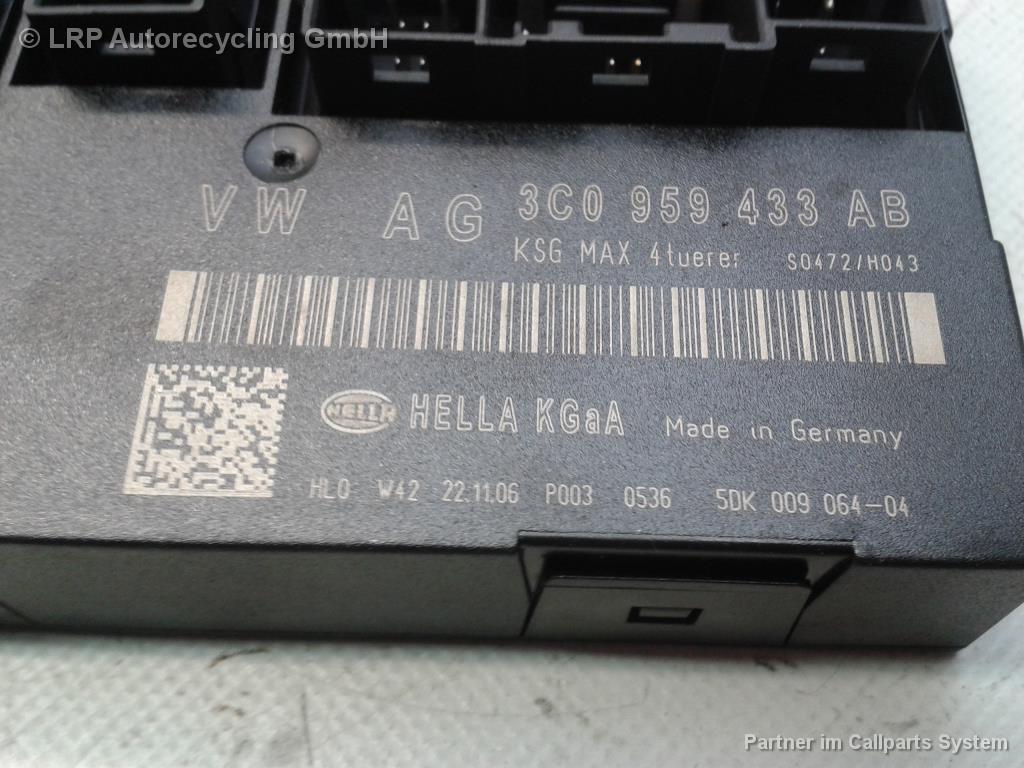 © LRP Autorecycling GmbH
VW AG 3C0 959 433 AB
KSG MAX 4tuerer S0472/H043
HELLA HELLA KGaA Made in Germany
HLO W42 22.11.06 P003 0536 5DK 009 064-04
Partner im Callparts System